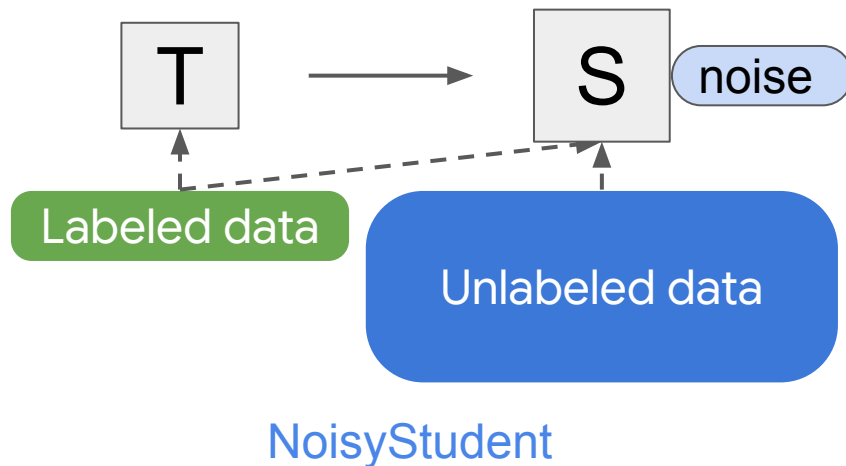 T
S
noise
Labeled data
Unlabeled data
NoisyStudent